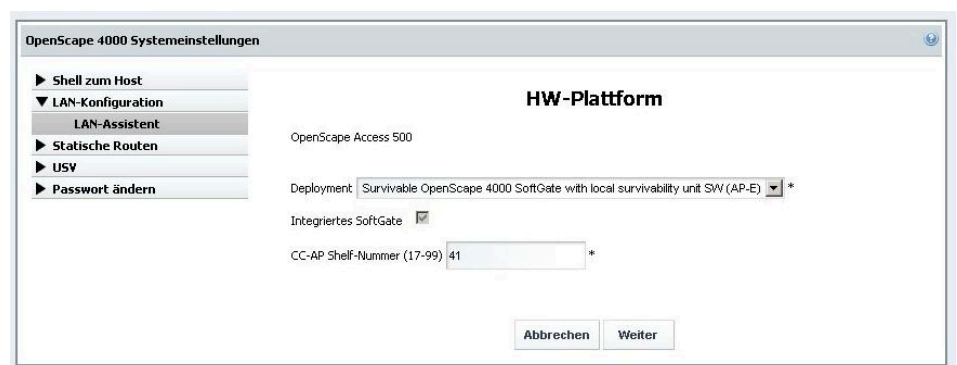 OpenScape 4000 Systemeinstellungen
Shell zum Host
LAN-Konfiguration
LAN-Assistent
Statische Routen
USV
Passwort ändern
HW-Plattform
OpenScape Access 500
Deployment Survivable OpenScape 4000 SoftGate with local survivability unit SW (AP-E) *
Integriertes SoftGate
CC-AP Shelf-Nummer (17-99) 41 *
Abbrechen Weiter